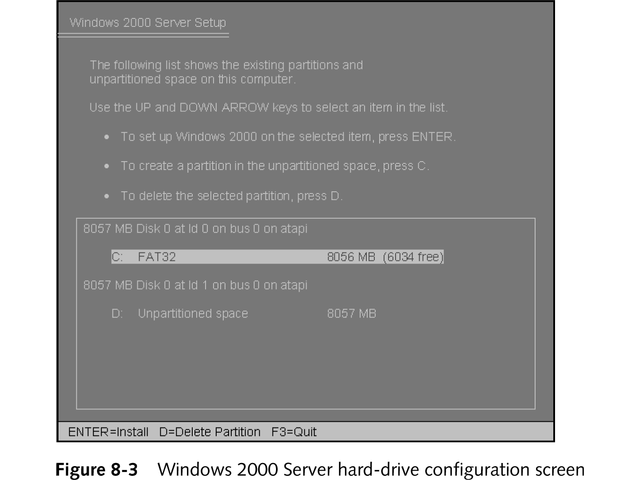 Windows 2000 Server Setup
The following list shows the existing partitions and
unpartitioned space on this computer.
Use the UP and DOWN ARROW keys to select an item in the list.
• To set up Windows 2000 on the selected item, press ENTER.
• To create a partition in the unpartitioned space, press C.
• To delete the selected partition, press D.
8057 MB Disk 0 at Id 0 on bus 0 on atapi
C: FAT32 8056 MB (6034 free)
8057 MB Disk 0 at Id 1 on bus 0 on atapi
D: Unpartitioned space 8057 MB
ENTER=Install D=Delete Partition F3=Quit
Figure 8-3 Windows 2000 Server hard-drive configuration screen